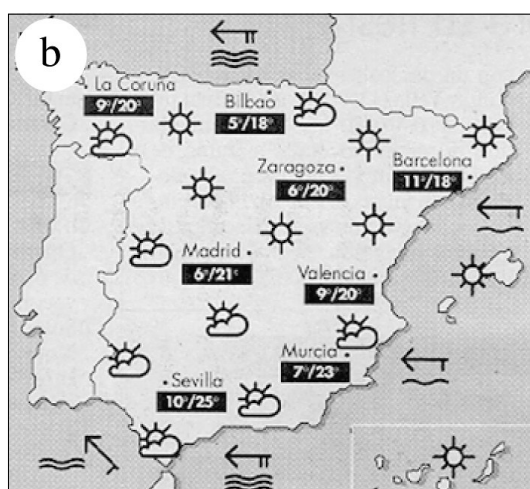 b
La Coruña
9°/20°
Bilbao
5°/18°
Zaragoza
6°/20°
Barcelona
11°/18°
Madrid
6°/21°
Valencia
9°/20°
Murcia
7°/23°
Sevilla
10°/25°